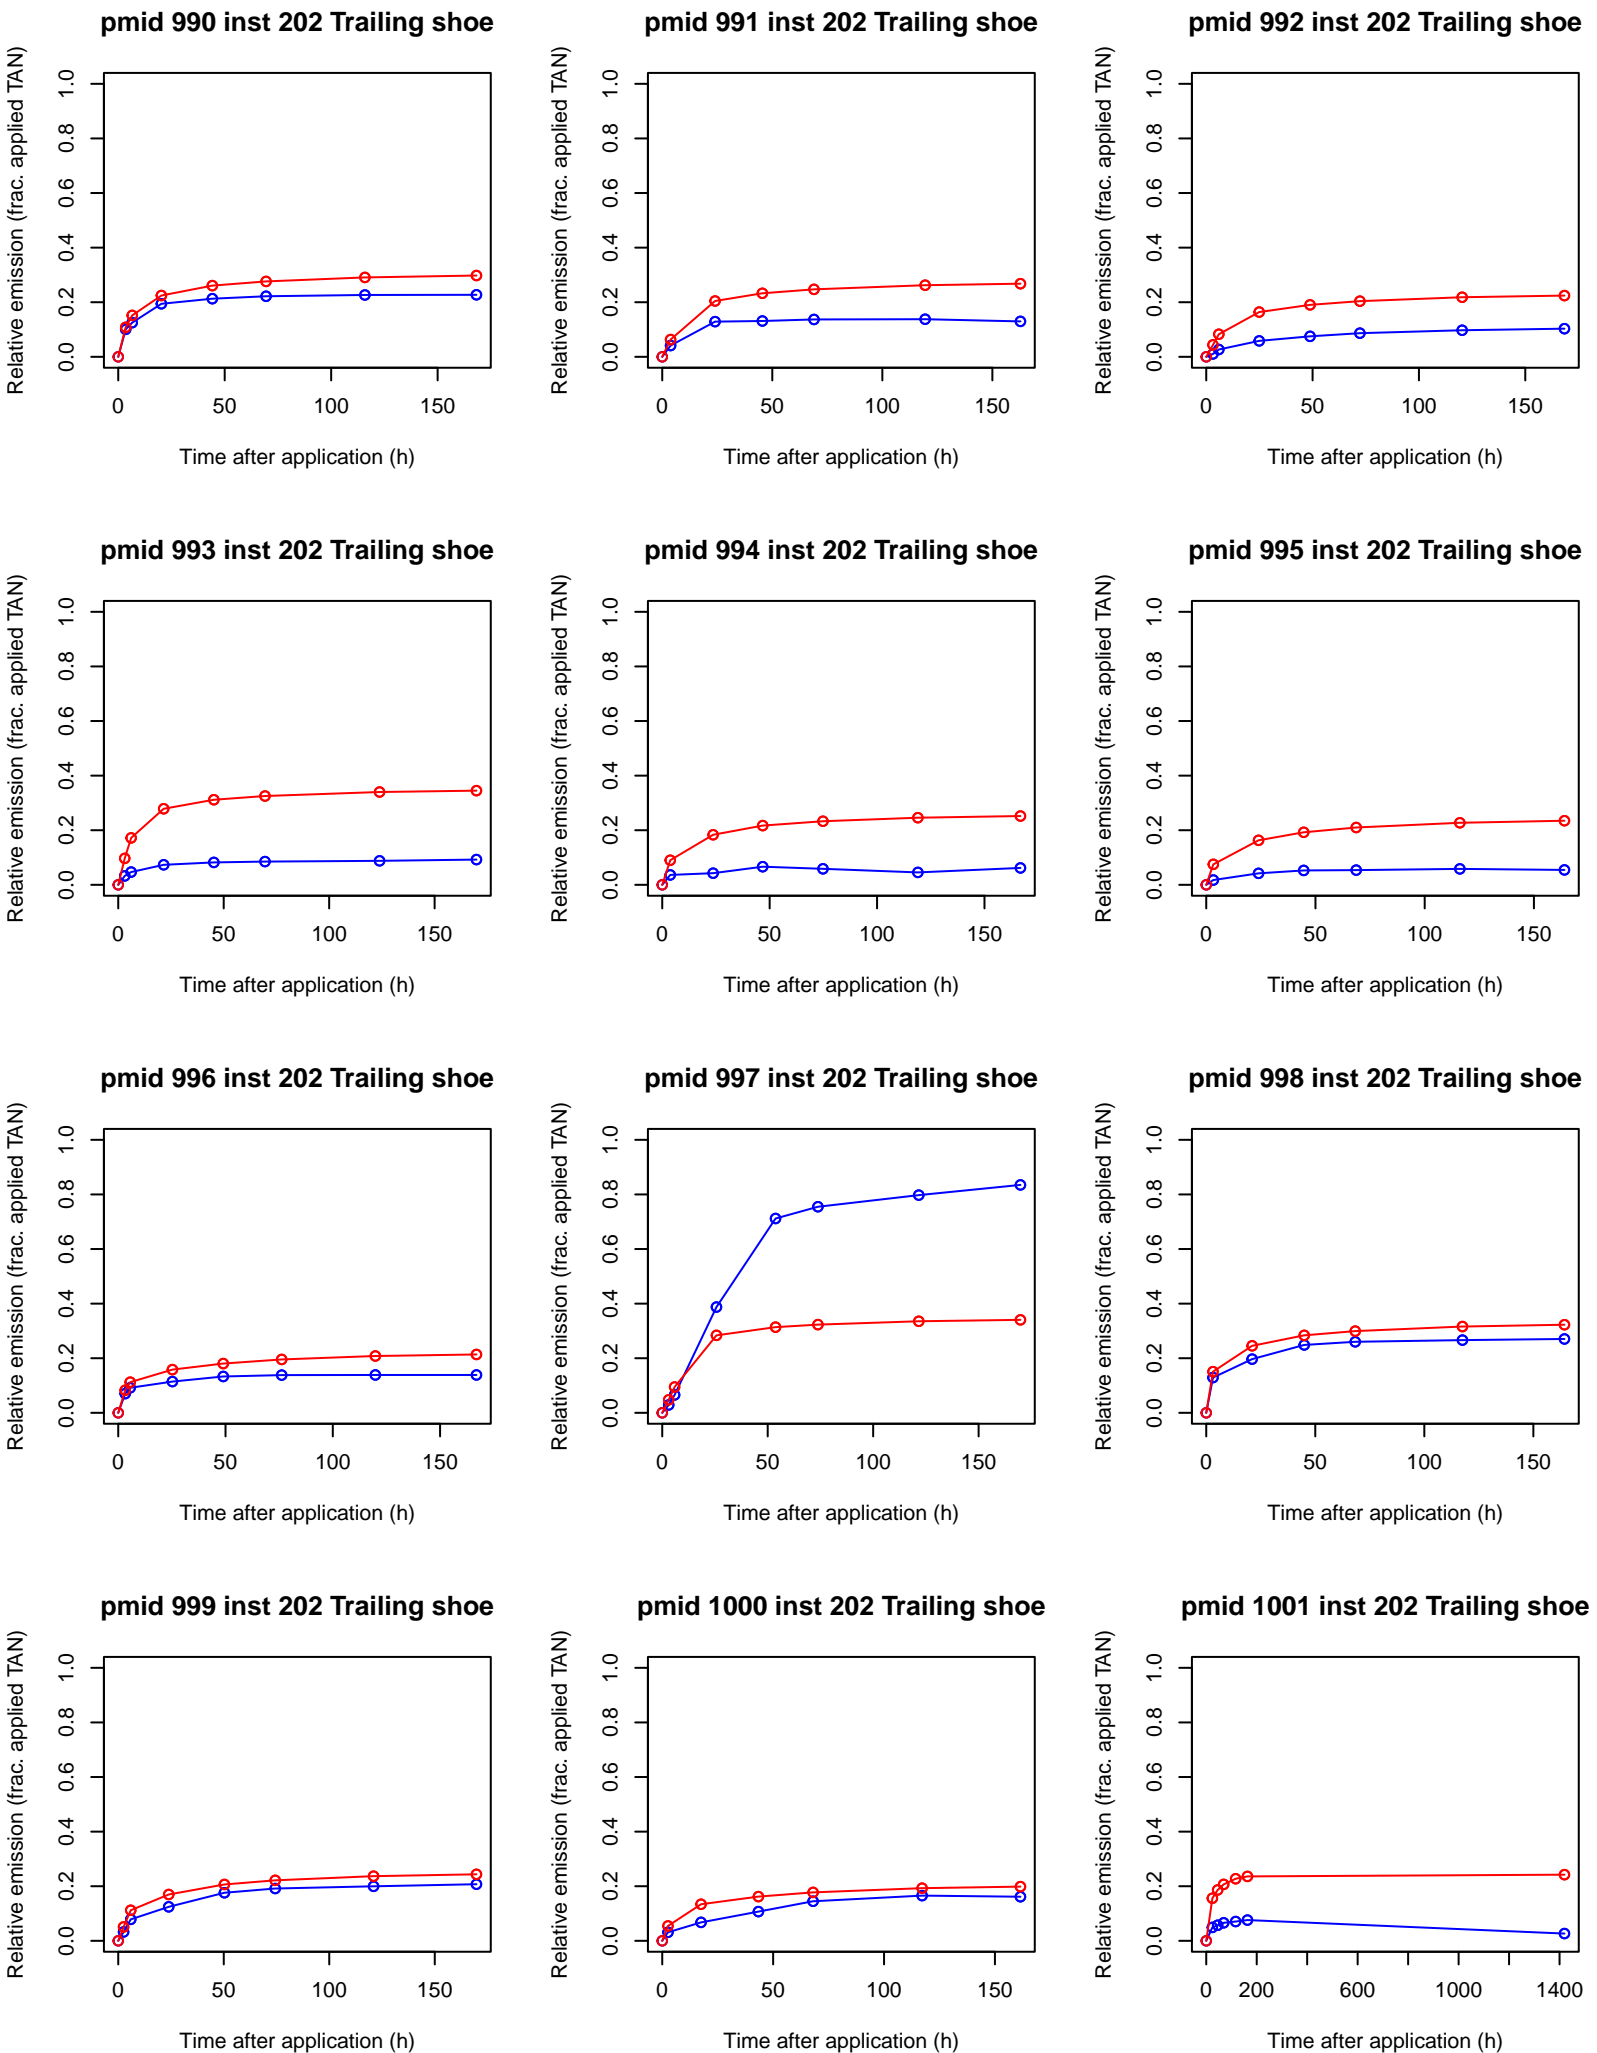 pmid 990 inst 202 Trailing shoe
Relative emission (frac. applied TAN)
1.0
0.8
0.6
0.4
0.2
0.0
0 50 100 150
Time after application (h)
pmid 991 inst 202 Trailing shoe
Relative emission (frac. applied TAN)
1.0
0.8
0.6
0.4
0.2
0.0
0 50 100 150
Time after application (h)
pmid 992 inst 202 Trailing shoe
Relative emission (frac. applied TAN)
1.0
0.8
0.6
0.4
0.2
0.0
0 50 100 150
Time after application (h)
pmid 993 inst 202 Trailing shoe
Relative emission (frac. applied TAN)
1.0
0.8
0.6
0.4
0.2
0.0
0 50 100 150
Time after application (h)
pmid 994 inst 202 Trailing shoe
Relative emission (frac. applied TAN)
1.0
0.8
0.6
0.4
0.2
0.0
0 50 100 150
Time after application (h)
pmid 995 inst 202 Trailing shoe
Relative emission (frac. applied TAN)
1.0
0.8
0.6
0.4
0.2
0.0
0 50 100 150
Time after application (h)
pmid 996 inst 202 Trailing shoe
Relative emission (frac. applied TAN)
1.0
0.8
0.6
0.4
0.2
0.0
0 50 100 150
Time after application (h)
pmid 997 inst 202 Trailing shoe
Relative emission (frac. applied TAN)
1.0
0.8
0.6
0.4
0.2
0.0
0 50 100 150
Time after application (h)
pmid 998 inst 202 Trailing shoe
Relative emission (frac. applied TAN)
1.0
0.8
0.6
0.4
0.2
0.0
0 50 100 150
Time after application (h)
pmid 999 inst 202 Trailing shoe
Relative emission (frac. applied TAN)
1.0
0.8
0.6
0.4
0.2
0.0
0 50 100 150
Time after application (h)
pmid 1000 inst 202 Trailing shoe
Relative emission (frac. applied TAN)
1.0
0.8
0.6
0.4
0.2
0.0
0 50 100 150
Time after application (h)
pmid 1001 inst 202 Trailing shoe
Relative emission (frac. applied TAN)
1.0
0.8
0.6
0.4
0.2
0.0
0 200 600 1000 1400
Time after application (h)